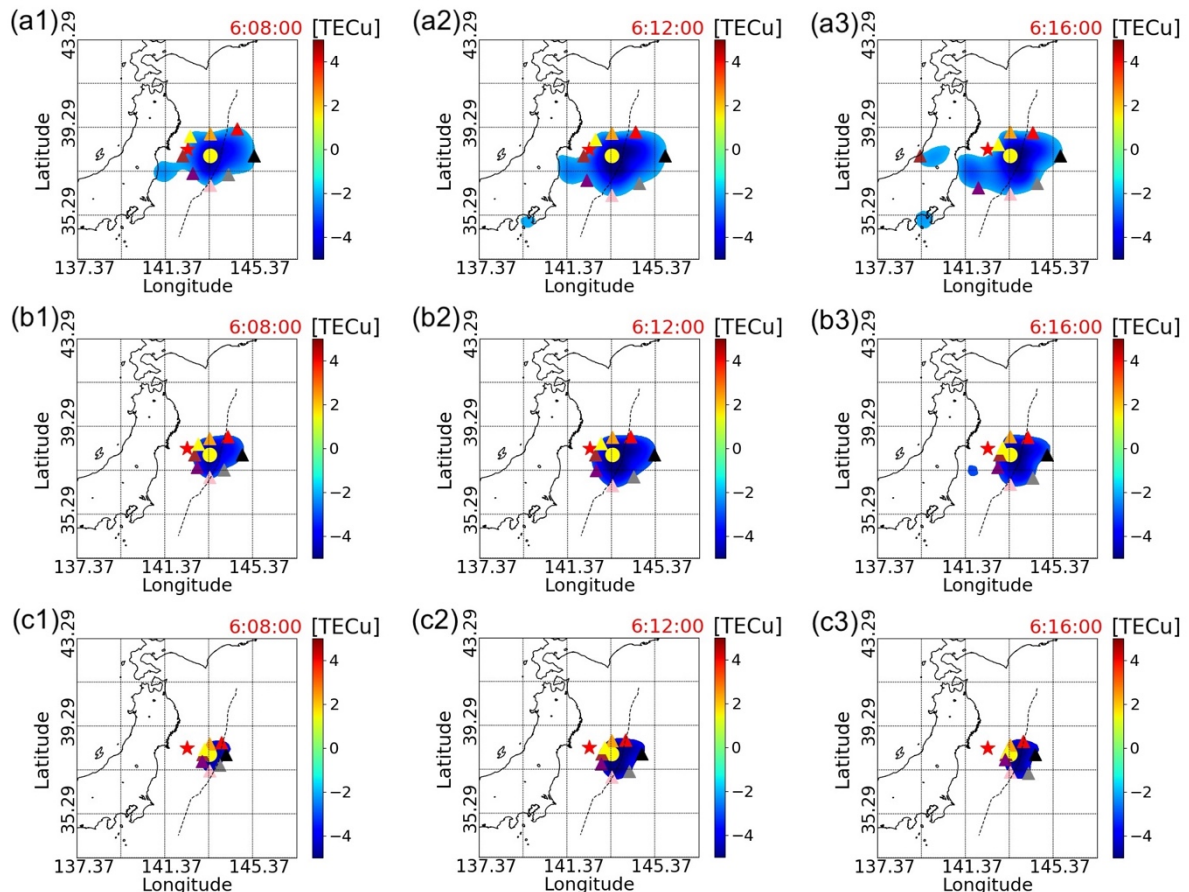 (a1) 6:08:00 [TECu]
43.29
39.29
35.29
Latitude
137.37 141.37 145.37
Longitude
4
2
0
−2
−4
(a2) 6:12:00 [TECu]
43.29
39.29
35.29
Latitude
137.37 141.37 145.37
Longitude
4
2
0
−2
−4
(a3) 6:16:00 [TECu]
43.29
39.29
35.29
Latitude
137.37 141.37 145.37
Longitude
4
2
0
−2
−4
(b1) 6:08:00 [TECu]
43.29
39.29
35.29
Latitude
137.37 141.37 145.37
Longitude
4
2
0
−2
−4
(b2) 6:12:00 [TECu]
43.29
39.29
35.29
Latitude
137.37 141.37 145.37
Longitude
4
2
0
−2
−4
(b3) 6:16:00 [TECu]
43.29
39.29
35.29
Latitude
137.37 141.37 145.37
Longitude
4
2
0
−2
−4
(c1) 6:08:00 [TECu]
43.29
39.29
35.29
Latitude
137.37 141.37 145.37
Longitude
4
2
0
−2
−4
(c2) 6:12:00 [TECu]
43.29
39.29
35.29
Latitude
137.37 141.37 145.37
Longitude
4
2
0
−2
−4
(c3) 6:16:00 [TECu]
43.29
39.29
35.29
Latitude
137.37 141.37 145.37
Longitude
4
2
0
−2
−4